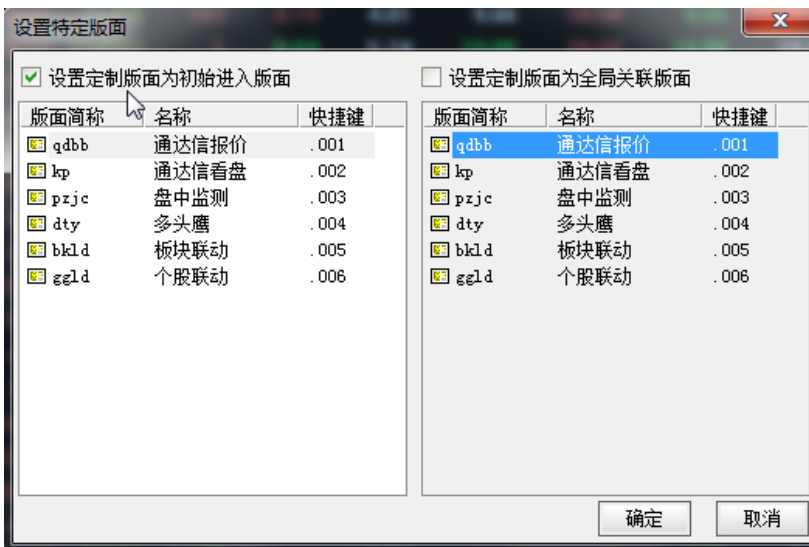 设置特定版面
设置定制版面为初始进入版面
版面简称 名称 快捷键
qdbb 通达信报价 .001
kp 通达信看盘 .002
pzjc 盘中监测 .003
dty 多头鹰 .004
bkld 板块联动 .005
ggld 个股联动 .006
设置定制版面为全局关联版面
版面简称 名称 快捷键
qdbb 通达信报价 .001
kp 通达信看盘 .002
pzjc 盘中监测 .003
dty 多头鹰 .004
bkld 板块联动 .005
ggld 个股联动 .006
确定 取消